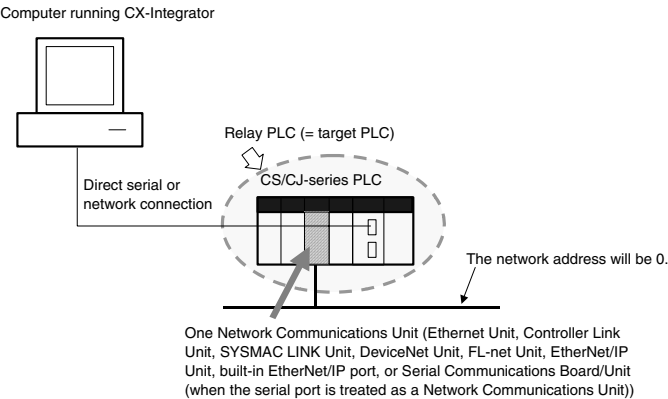 Computer running CX-Integrator
Relay PLC (= target PLC)
CS/CJ-series PLC
Direct serial or
network connection
The network address will be 0.
One Network Communications Unit (Ethernet Unit, Controller Link
Unit, SYSMAC LINK Unit, DeviceNet Unit, FL-net Unit, EtherNet/IP
Unit, built-in EtherNet/IP port, or Serial Communications Board/Unit
(when the serial port is treated as a Network Communications Unit))